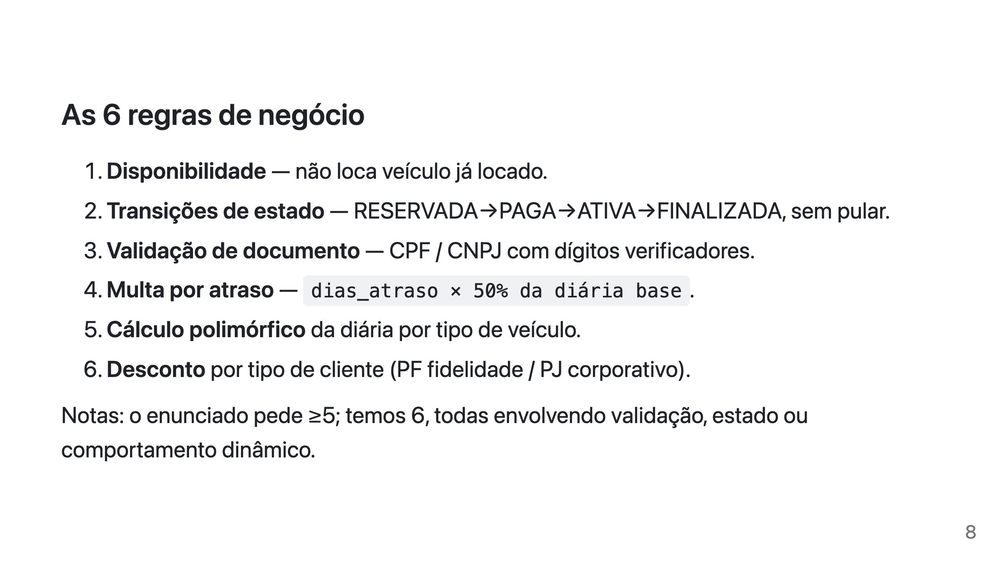 As 6 regras de negócio
1. Disponibilidade — não loca veículo já locado.
2. Transições de estado — RESERVADA→PAGA→ATIVA→FINALIZADA, sem pular.
3. Validação de documento — CPF / CNPJ com dígitos verificadores.
4. Multa por atraso — dias_atraso × 50% da diária base.
5. Cálculo polimórfico da diária por tipo de veículo.
6. Desconto por tipo de cliente (PF fidelidade / PJ corporativo).
Notas: o enunciado pede ≥5; temos 6, todas envolvendo validação, estado ou
comportamento dinâmico.
8